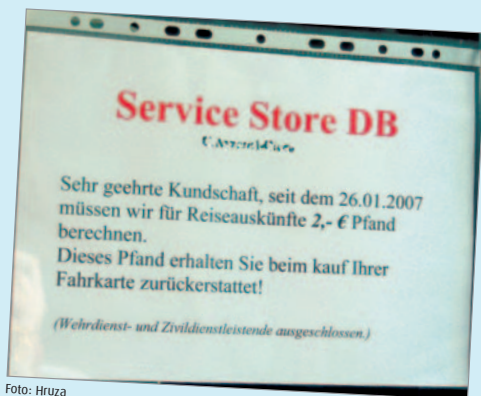 Service Store DB
Sehr geehrte Kundschaft, seit dem 26.01.2007
müssen wir für Reiseauskünfte 2,- € Pfand
berechnen.
Dieses Pfand erhalten Sie beim kauf Ihrer
Fahrkarte zurückerstattet!
(Wehrdienst- und Zivildienstleistende ausgeschlossen.)
Foto: Hruza